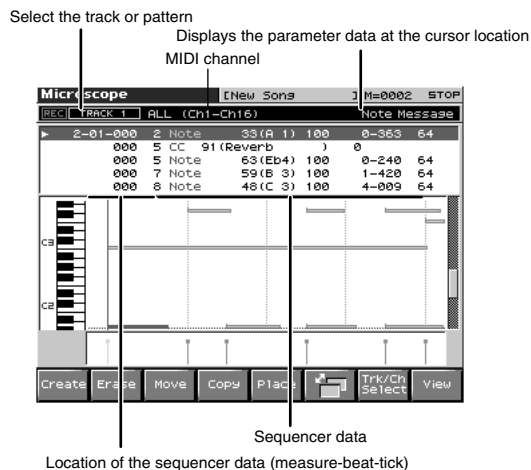 Select the track or pattern
Displays the parameter data at the cursor location
MIDI channel
Microscope [New Song ] M=0002 STOP
REC TRACK 1 ALL (Ch1-Ch16) Note Message
2-01-000 2 Note 33(A 1) 100 0-363 64
000 5 CC 91(Reverb ) 0
000 5 Note 63(Eb4) 100 0-240 64
000 7 Note 59(B 3) 100 1-420 64
000 8 Note 48(C 3) 100 4-009 64
C3
C2
Create Erase Move Copy Place Trk/Ch Select View
Sequencer data
Location of the sequencer data (measure-beat-tick)